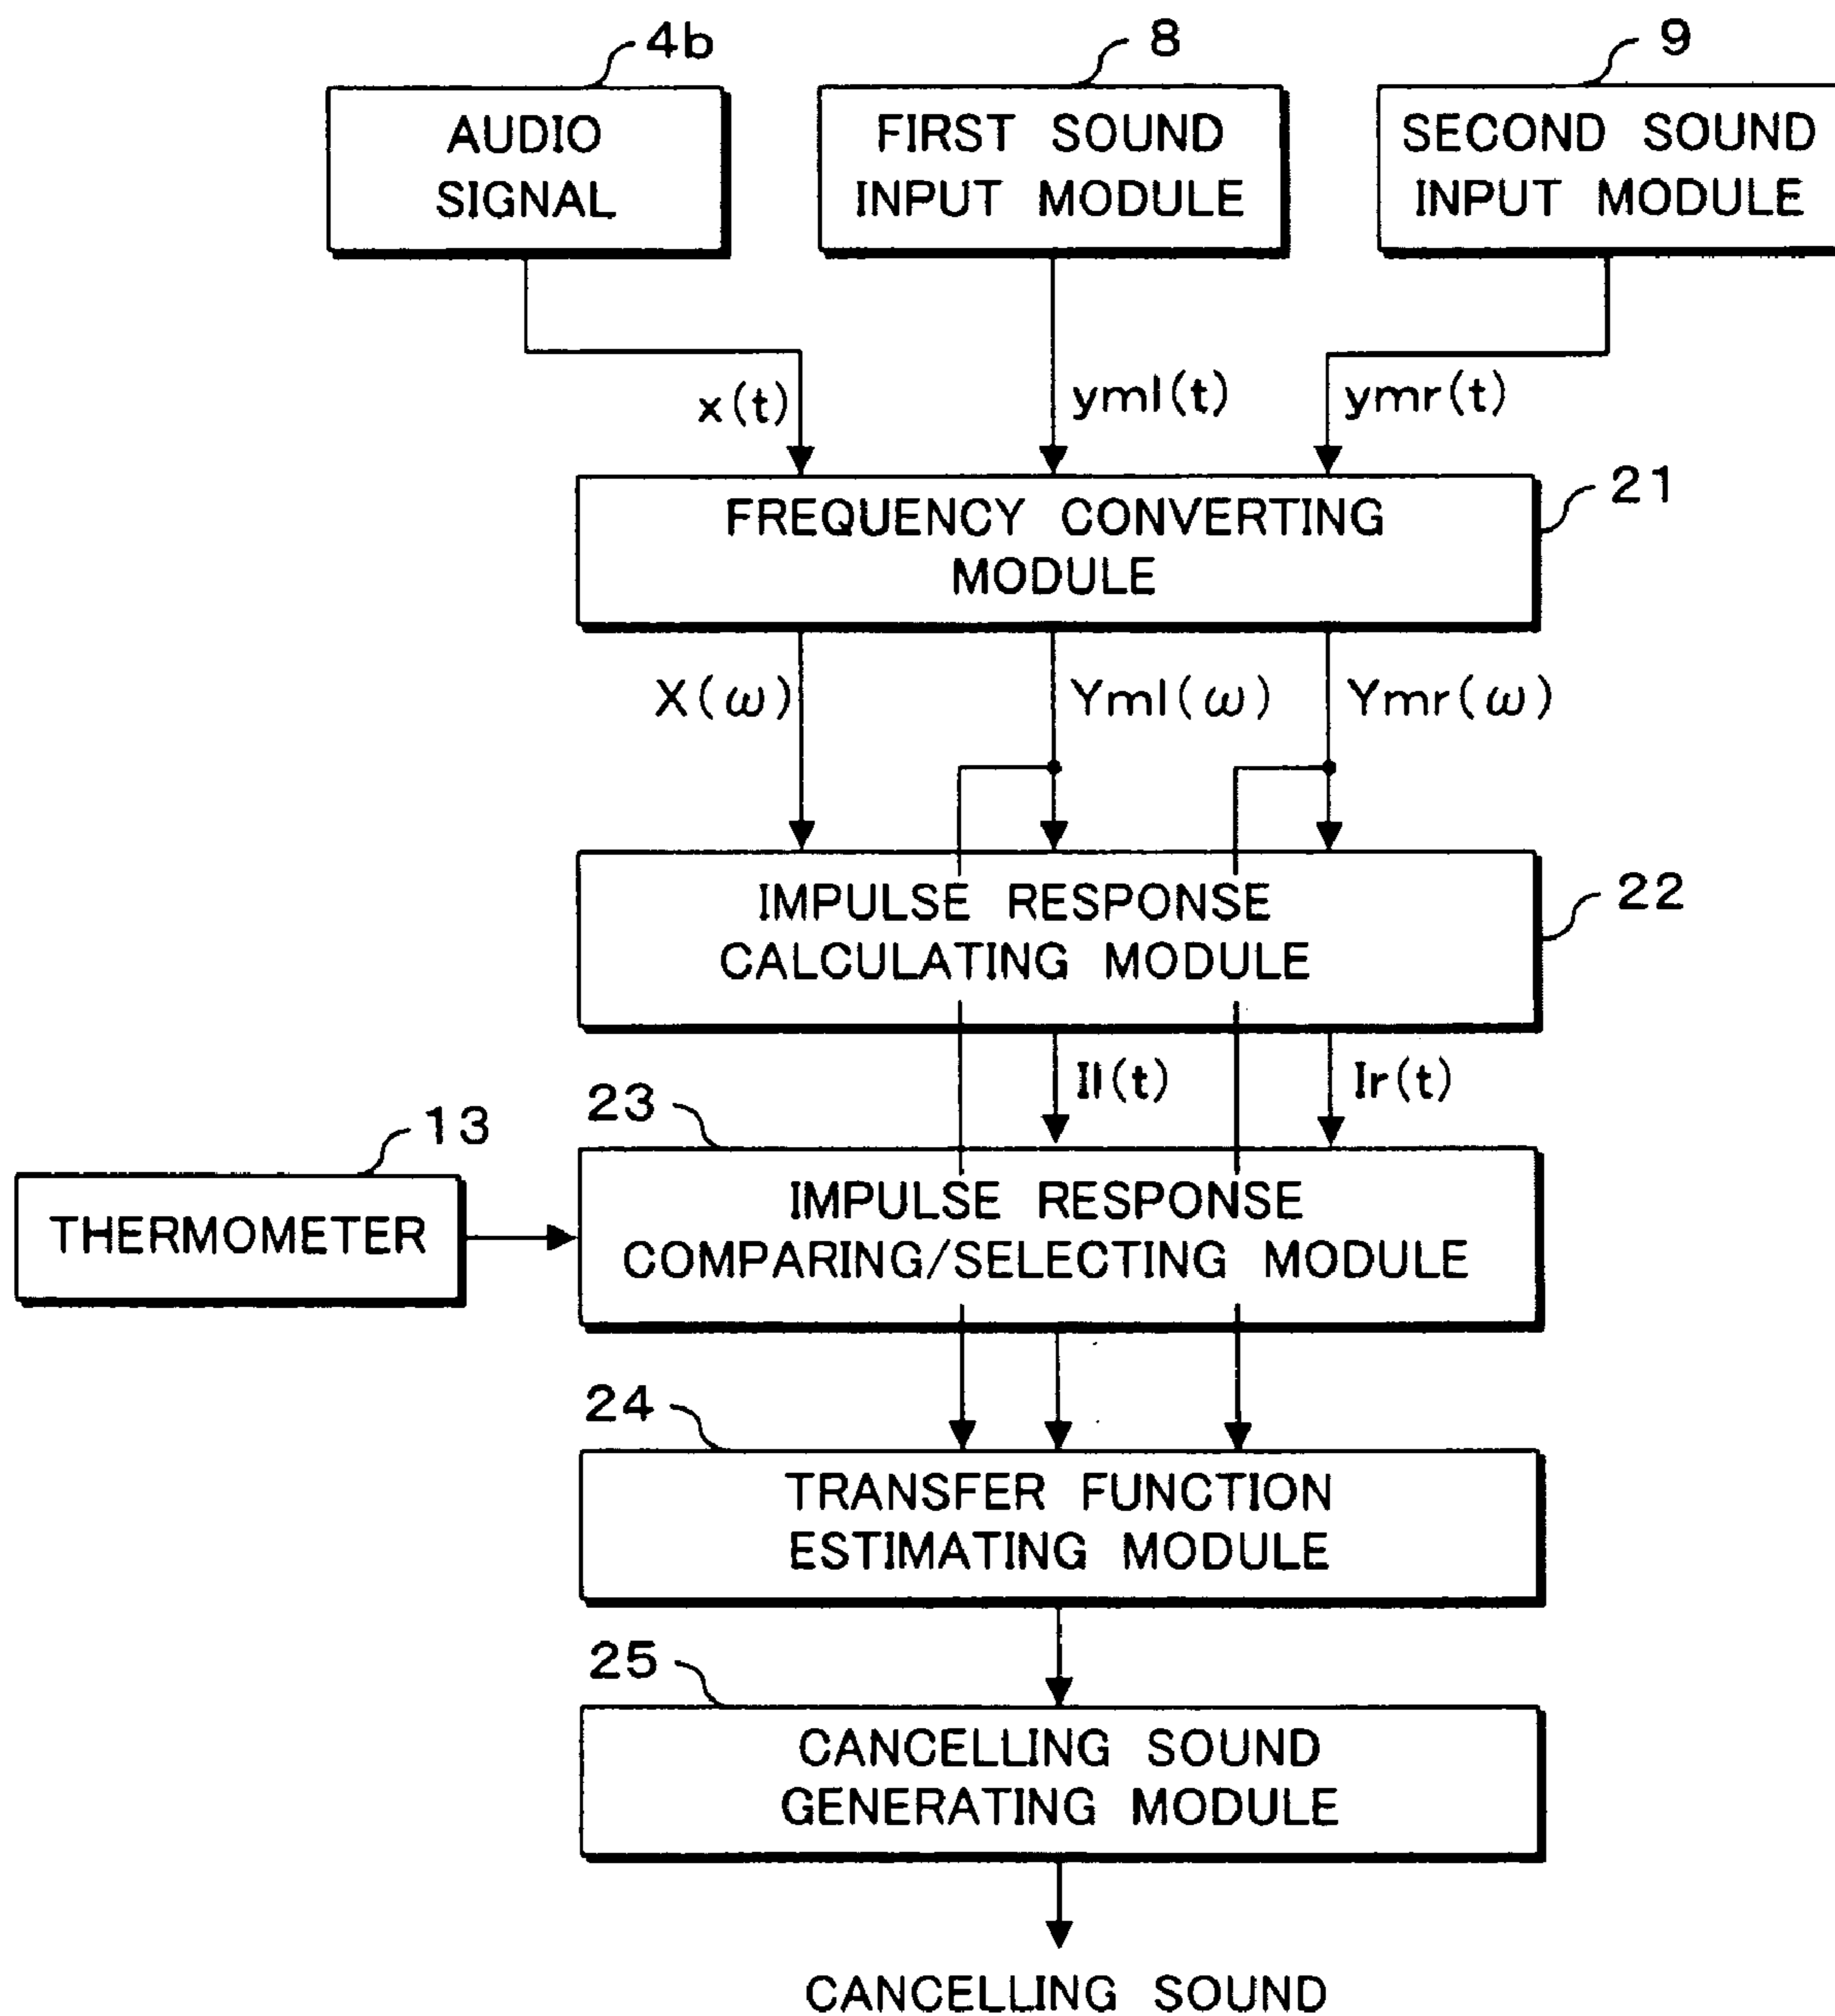 4b
8
9
AUDIO
SIGNAL
FIRST SOUND
INPUT MODULE
SECOND SOUND
INPUT MODULE
x(t)
yml(t)
ymr(t)
21
FREQUENCY CONVERTING
MODULE
X(ω)
Yml(ω)
Ymr(ω)
22
IMPULSE RESPONSE
CALCULATING MODULE
Il(t)
Ir(t)
23
13
THERMOMETER
IMPULSE RESPONSE
COMPARING/SELECTING MODULE
24
TRANSFER FUNCTION
ESTIMATING MODULE
25
CANCELLING SOUND
GENERATING MODULE
CANCELLING SOUND